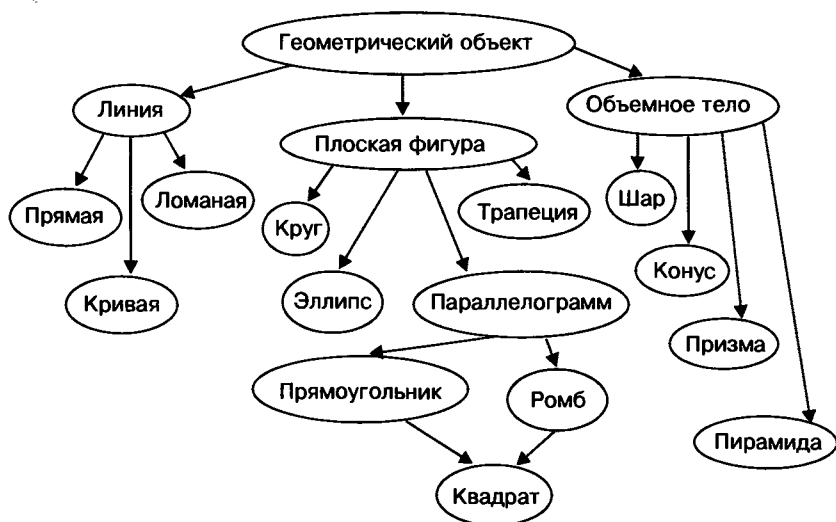 Геометрический объект
Линия
Плоская фигура
Объемное тело
Прямая
Ломаная
Кривая
Круг
Эллипс
Параллелограмм
Трапеция
Шар
Конус
Призма
Пирамида
Прямоугольник
Ромб
Квадрат